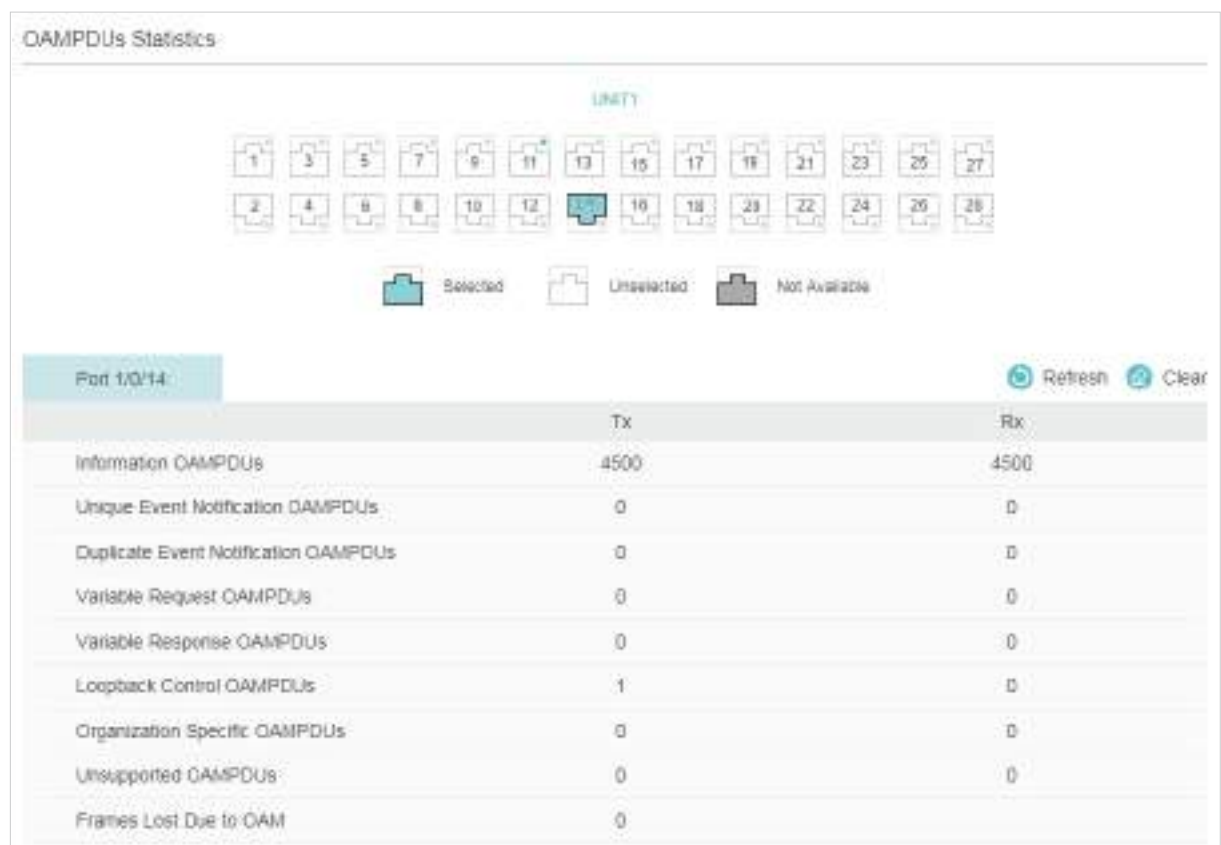 OAMPDUs Statistics
UNIT1
1 3 5 7 9 11 13 15 17 19 21 23 25 27
2 4 6 8 10 12 16 18 20 22 24 26 28
Selected Unselected Not Available
Port 1/0/14 Refresh Clear
Tx Rx
Information OAMPDUs 4500 4500
Unique Event Notification OAMPDUs 0 0
Duplicate Event Notification OAMPDUs 0 0
Variable Request OAMPDUs 0 0
Variable Response OAMPDUs 0 0
Loopback Control OAMPDUs 1 0
Organization Specific OAMPDUs 0 0
Unsupported OAMPDUs 0 0
Frames Lost Due to OAM 0